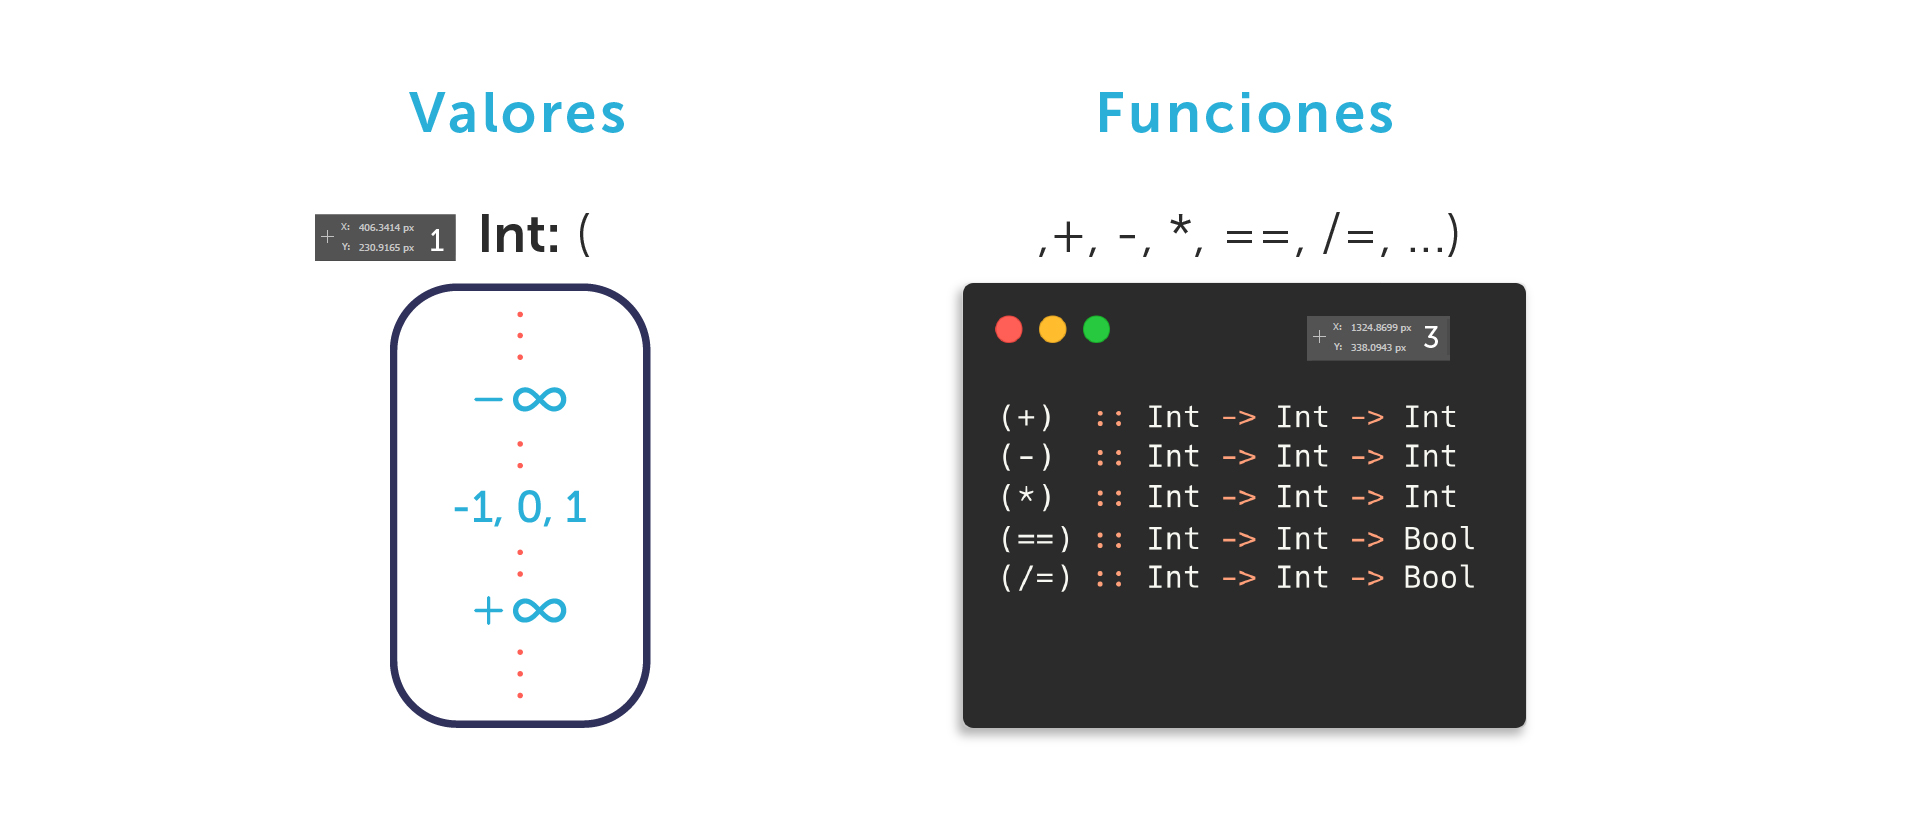 Valores
Funciones
X: 406.3414 px
Y: 230.9165 px
1
Int: (
,+, -, *, ==, /=, ...)
− ∞
-1, 0, 1
+ ∞
X: 1324.8699 px
Y: 338.0943 px
3
(+) :: Int -> Int -> Int
(-) :: Int -> Int -> Int
(*) :: Int -> Int -> Int
(==) :: Int -> Int -> Bool
(/=) :: Int -> Int -> Bool